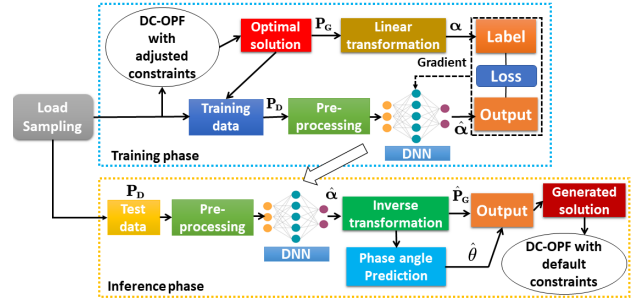 DC-OPF
with
adjusted
constraints
Optimal
solution
P_G
Linear
transformation
α
Label
Gradient
Loss
Load
Sampling
Training
data
P_D
Pre-
processing
DNN
α̂
Output
Training phase
P_D
Test
data
Pre-
processing
DNN
α̂
Inverse
transformation
P̂_G
Output
Generated
solution
Phase angle
Prediction
θ̂
DC-OPF with
default
constraints
Inference phase